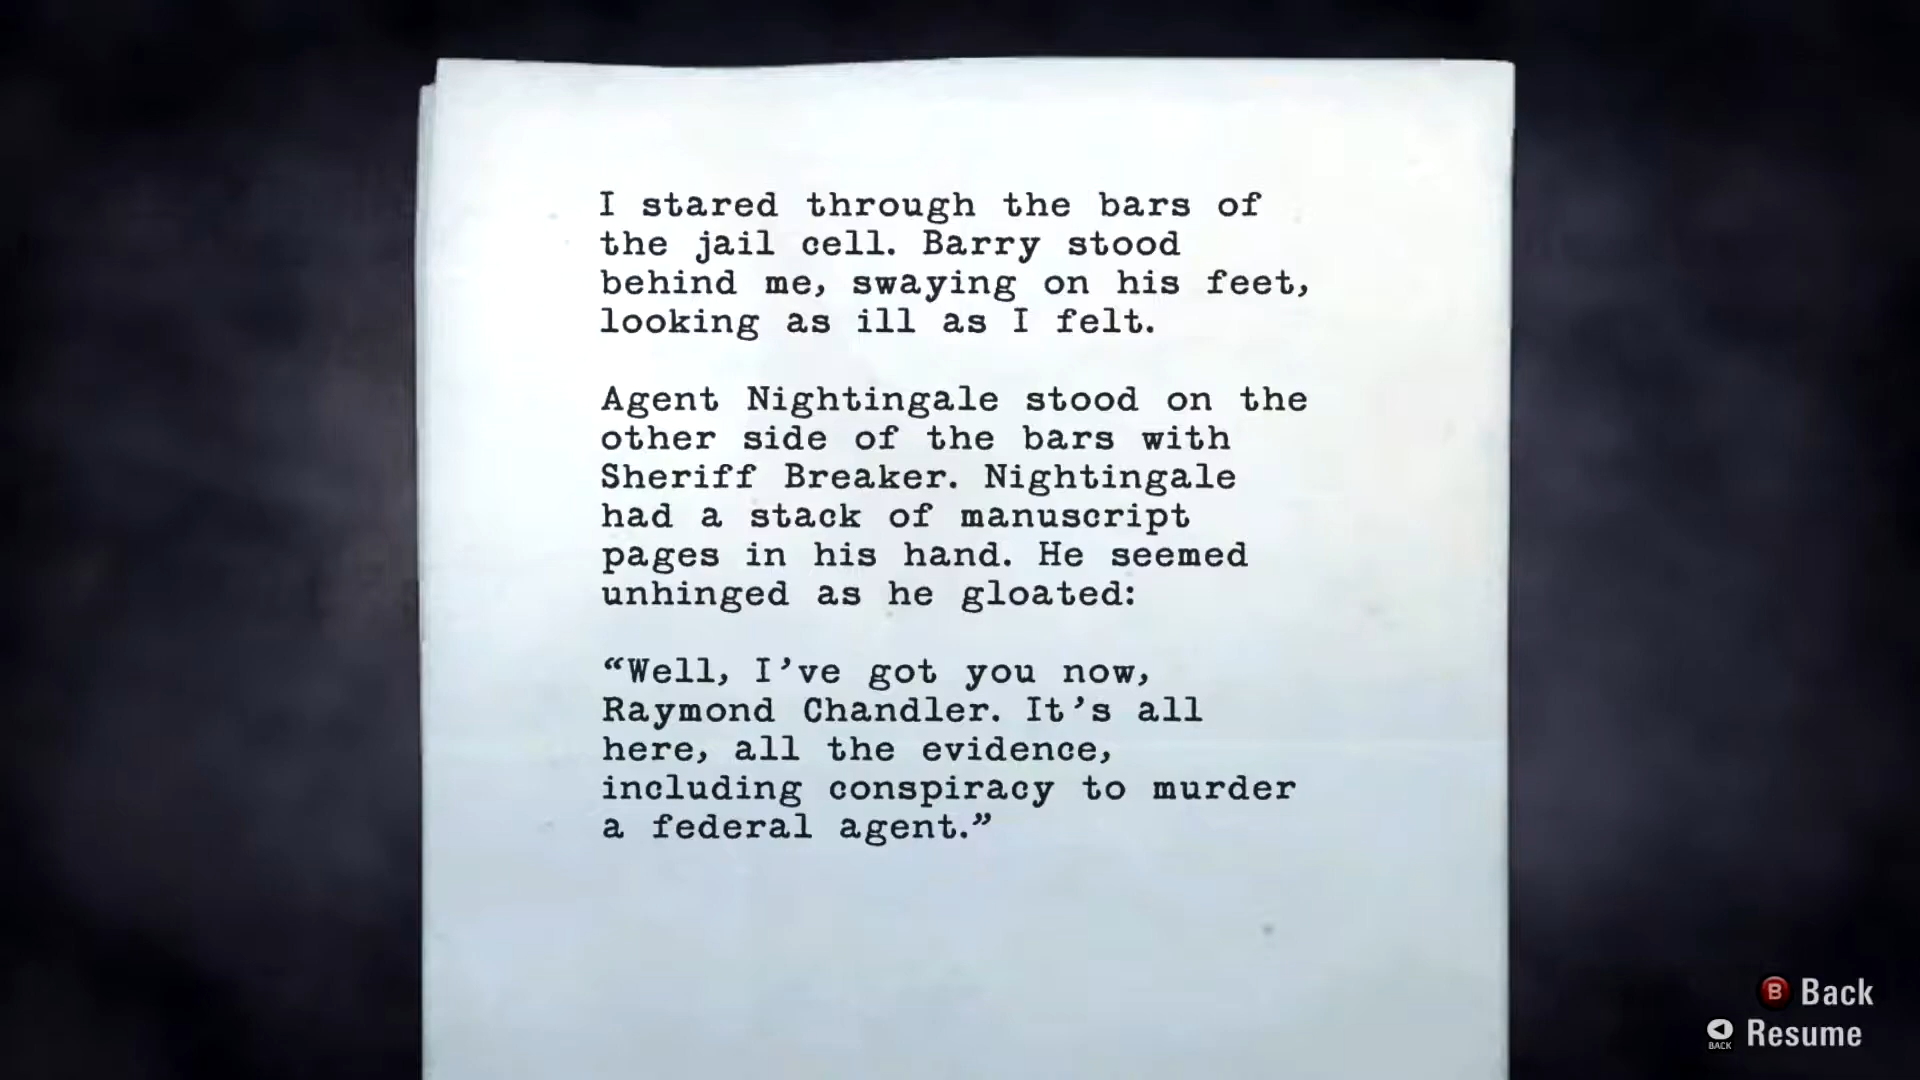 I stared through the bars of
the jail cell. Barry stood
behind me, swaying on his feet,
looking as ill as I felt.
Agent Nightingale stood on the
other side of the bars with
Sheriff Breaker. Nightingale
had a stack of manuscript
pages in his hand. He seemed
unhinged as he gloated:
“Well, I’ve got you now,
Raymond Chandler. It’s all
here, all the evidence,
including conspiracy to murder
a federal agent.”
B Back
BACK Resume